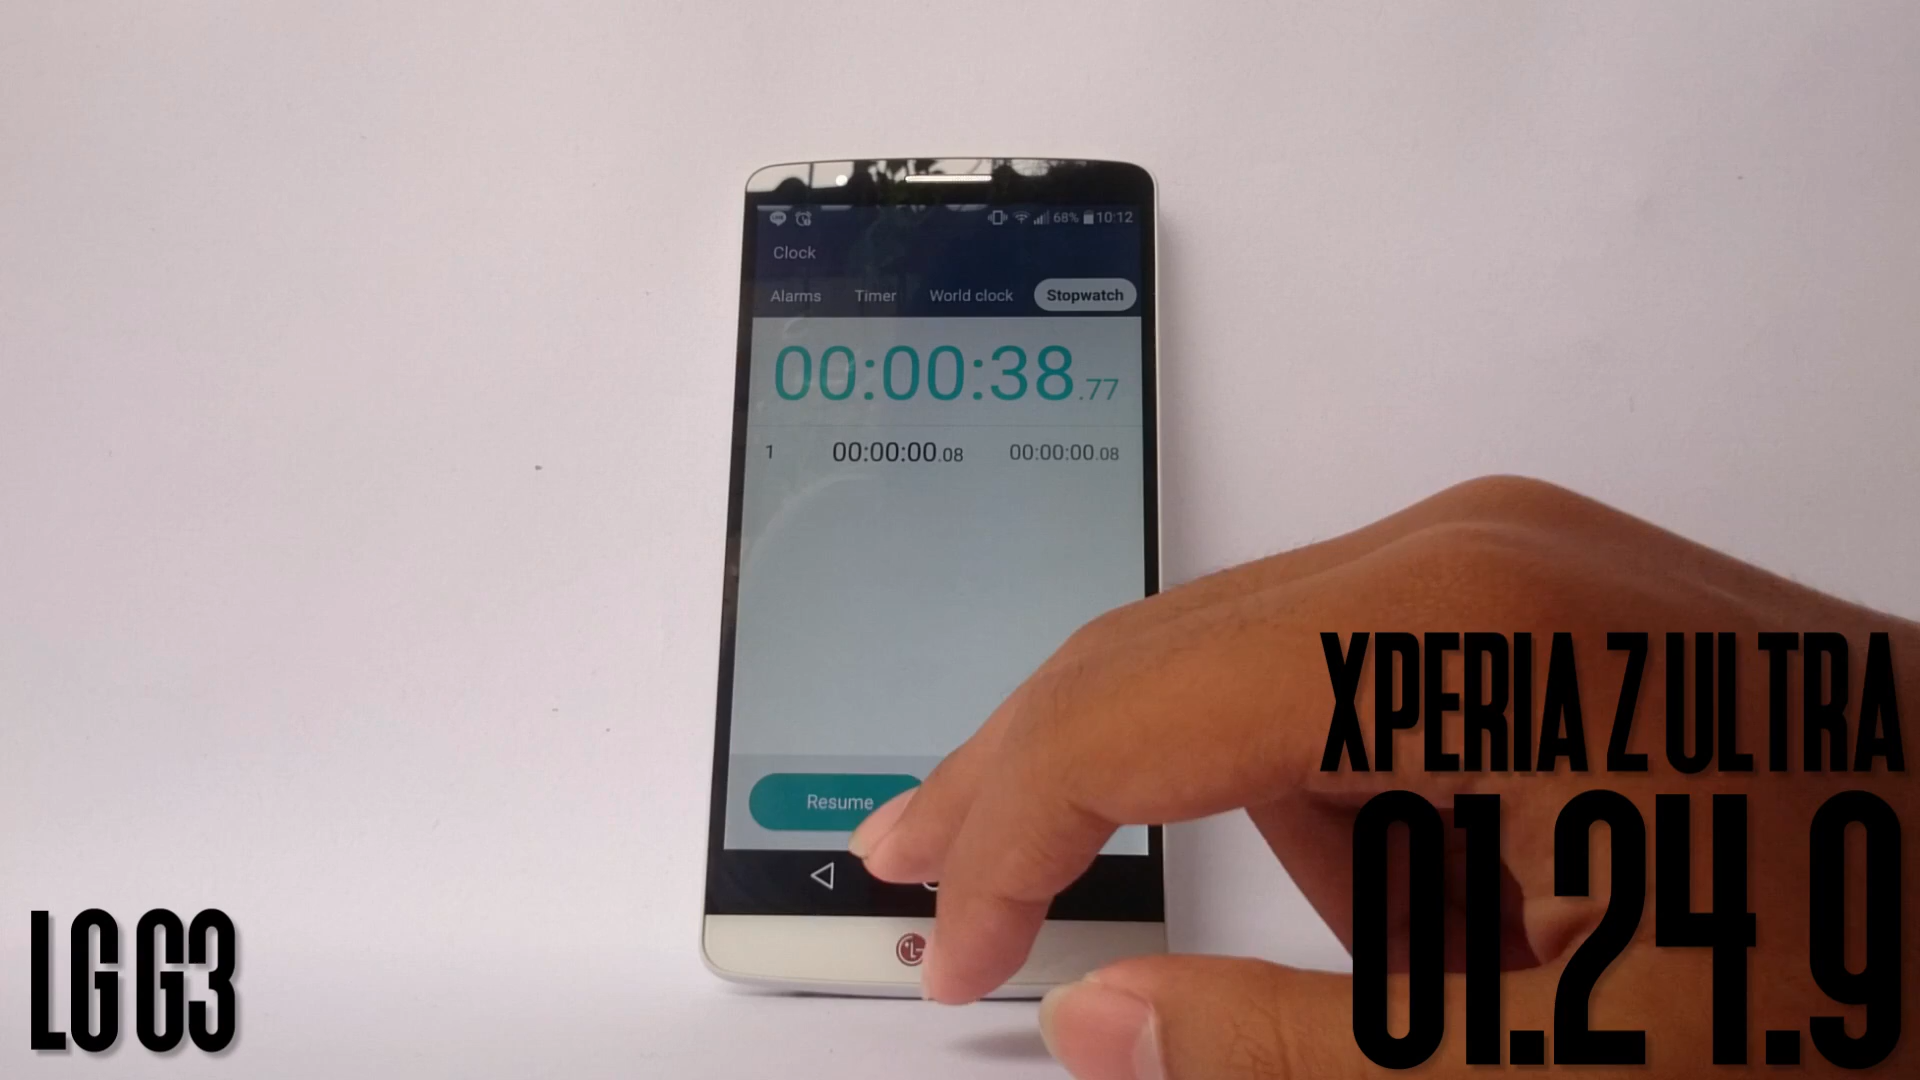 68% 10:12
Clock
Alarms Timer World clock Stopwatch
00:00:38.77
1 00:00:00.08 00:00:00.08
Resume
LG
XPERIA Z ULTRA
01.24.9
LG G3